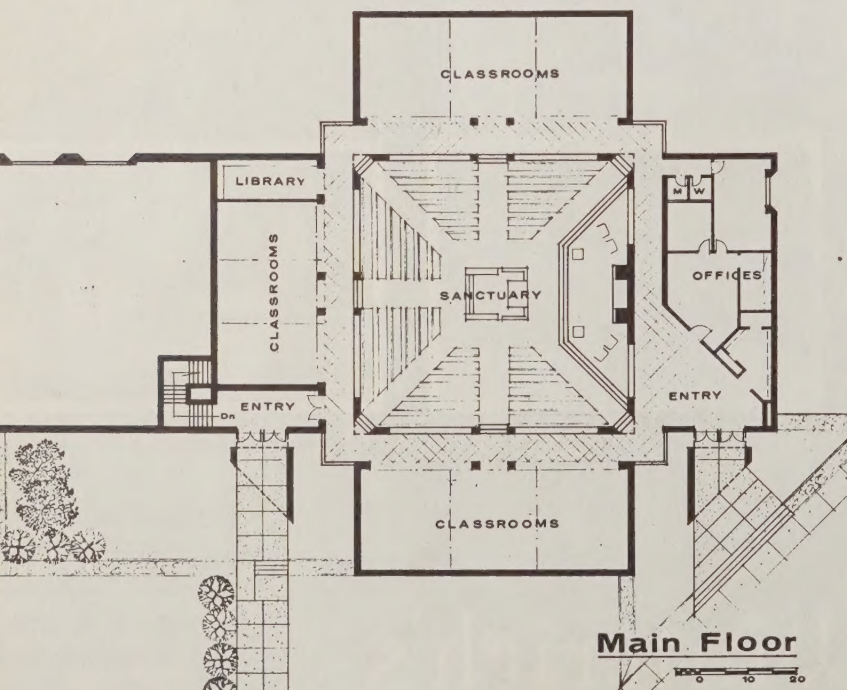 CLASSROOMS
LIBRARY
M W
CLASSROOMS
OFFICES
SANCTUARY
ENTRY
ENTRY
Dn
CLASSROOMS
Main Floor
0 10 20